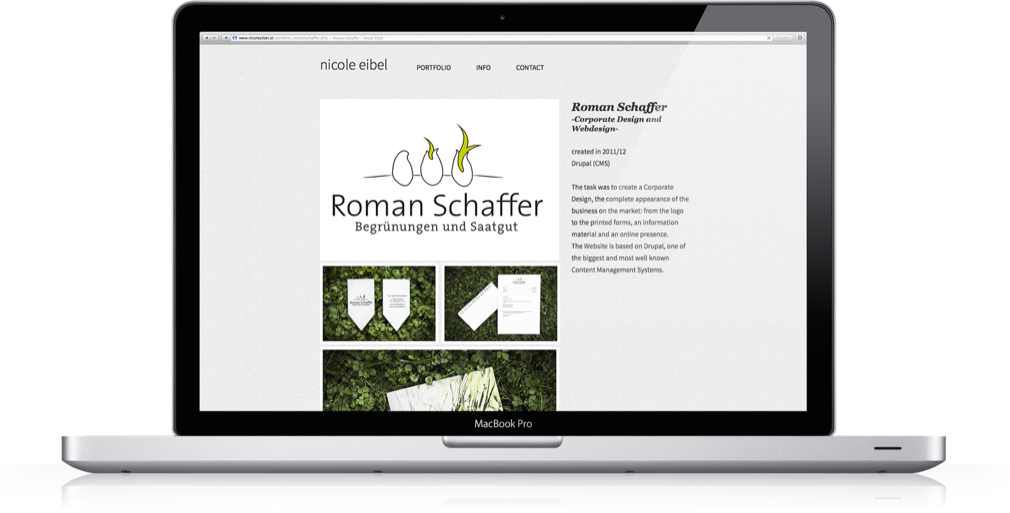 www.nicoleeibel.at/portfolio_romanschaffer.php – Roman Schaffer – Nicole Eibel
nicole eibel
PORTFOLIO
INFO
CONTACT
Roman Schaffer
Begrünungen und Saatgut
Roman Schaffer
-Corporate Design and
Webdesign-
created in 2011/12
Drupal (CMS)
The task was to create a Corporate
Design, the complete appearance of the
business on the market: from the logo
to the printed forms, an information
material and an online presence.
The Website is based on Drupal, one of
the biggest and most well known
Content Management Systems.
Roman Schaffer
MacBook Pro